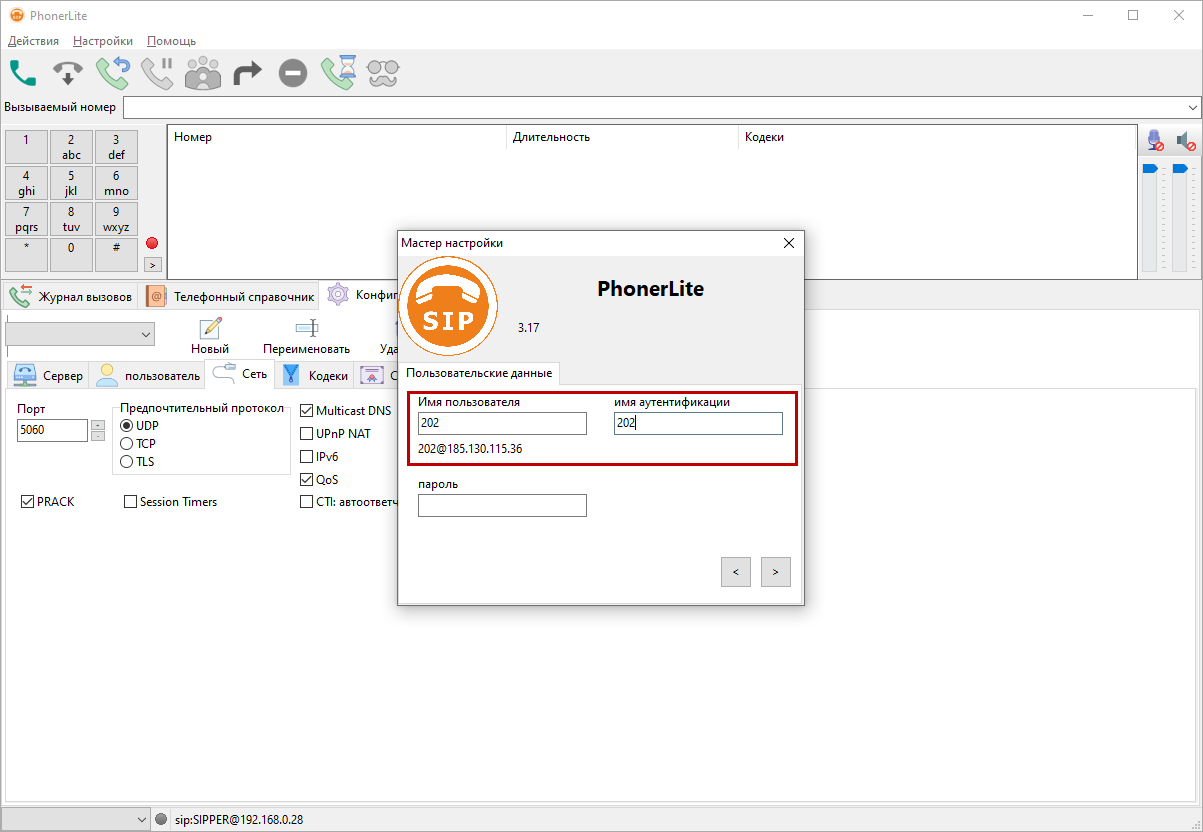 PhonerLite
Действия Настройки Помощь
Вызываемый номер
1 2 abc 3 def
4 ghi 5 jkl 6 mno
7 pqrs 8 tuv 9 wxyz
* 0 #
>
Номер Длительность Кодеки
Журнал вызовов Телефонный справочник Конфиг
Новый Переименовать Уда
Сервер пользователь Сеть Кодеки С
Порт
5060
Предпочтительный протокол
UDP
TCP
TLS
Multicast DNS
UPnP NAT
IPv6
QoS
PRACK Session Timers CTI: автоответч
Мастер настройки
SIP
PhonerLite
3.17
Пользовательские данные
Имя пользователя имя аутентификации
202 202
202@185.130.115.36
пароль
< >
sip:SIPPER@192.168.0.28